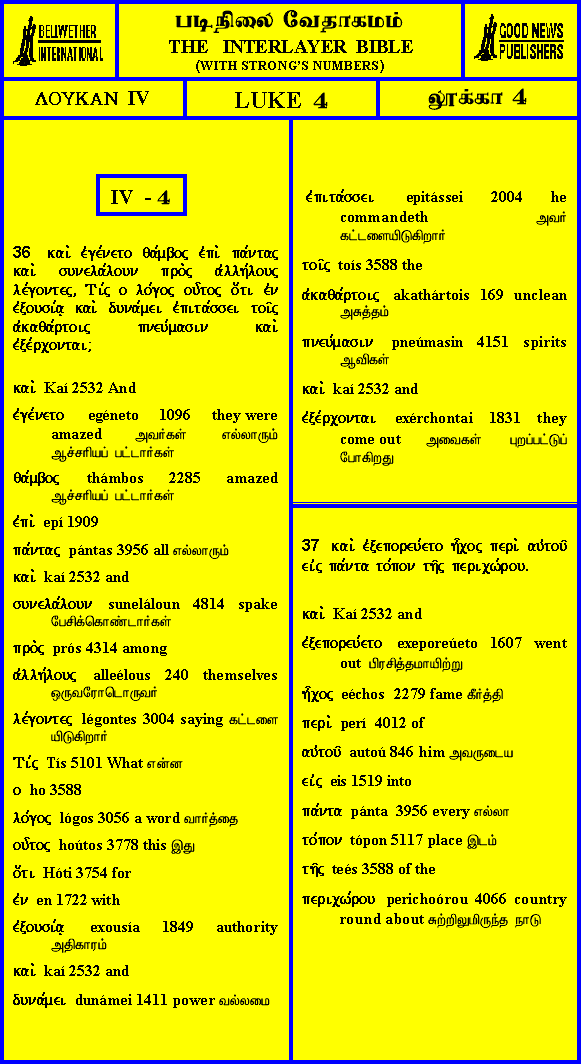 BELLWETHER
INTERNATIONAL
படிநிலை வேதாகமம்
THE INTERLAYER BIBLE
(WITH STRONG'S NUMBERS)
GOOD NEWS
PUBLISHERS
ΛΟΥΚΑΝ IV
LUKE 4
லூக்கா 4
IV - 4
36 καὶ ἐγένετο θάμβος ἐπὶ πάντας
καὶ συνελάλουν πρὸς ἀλλήλους
λέγοντες, Τίς ο λόγος οὗτος ὅτι ἐν
ἐξουσίᾳ καὶ δυνάμει ἐπιτάσσει τοῖς
ἀκαθάρτοις πνεύμασιν καὶ
ἐξέρχονται;
καὶ Kaí 2532 And
ἐγένετο egéneto 1096 they were
amazed அவர்கள் எல்லாரும்
ஆச்சரியப் பட்டார்கள்
θάμβος thámbos 2285 amazed
ஆச்சரியப் பட்டார்கள்
ἐπὶ epí 1909
πάντας pántas 3956 all எல்லாரும்
καὶ kaí 2532 and
συνελάλουν suneláloun 4814 spake
பேசிக்கொண்டார்கள்
πρὸς prós 4314 among
ἀλλήλους alleélous 240 themselves
ஒருவரோடொருவர்
λέγοντες légontes 3004 saying கட்டளை
யிடுகிறார்
Τίς Tís 5101 What என்ன
ο ho 3588
λόγος lógos 3056 a word வார்த்தை
οὗτος hoútos 3778 this இது
ὅτι Hóti 3754 for
ἐν en 1722 with
ἐξουσίᾳ exousía 1849 authority
அதிகாரம்
καὶ kaí 2532 and
δυνάμει dunámei 1411 power வல்லமை
ἐπιτάσσει epitássei 2004 he
commandeth அவர்
கட்டளையிடுகிறார்
τοῖς toís 3588 the
ἀκαθάρτοις akathártois 169 unclean
அசுத்தம்
πνεύμασιν pneúmasin 4151 spirits
ஆவிகள்
καὶ kaí 2532 and
ἐξέρχονται exérchontai 1831 they
come out அவைகள் புறப்பட்டுப்
போகிறது
37 καὶ ἐξεπορεύετο ἦχος περὶ αὐτοῦ
εἰς πάντα τόπον τῆς περιχώρου.
καὶ Kaí 2532 and
ἐξεπορεύετο exeporeúeto 1607 went
out பிரசித்தமாயிற்று
ἦχος eéchos 2279 fame கீர்த்தி
περὶ perí 4012 of
αὐτοῦ autoú 846 him அவருடைய
εἰς eis 1519 into
πάντα pánta 3956 every எல்லா
τόπον tópon 5117 place இடம்
τῆς teés 3588 of the
περιχώρου perichoórou 4066 country
round about சுற்றிலுமிருந்த நாடு